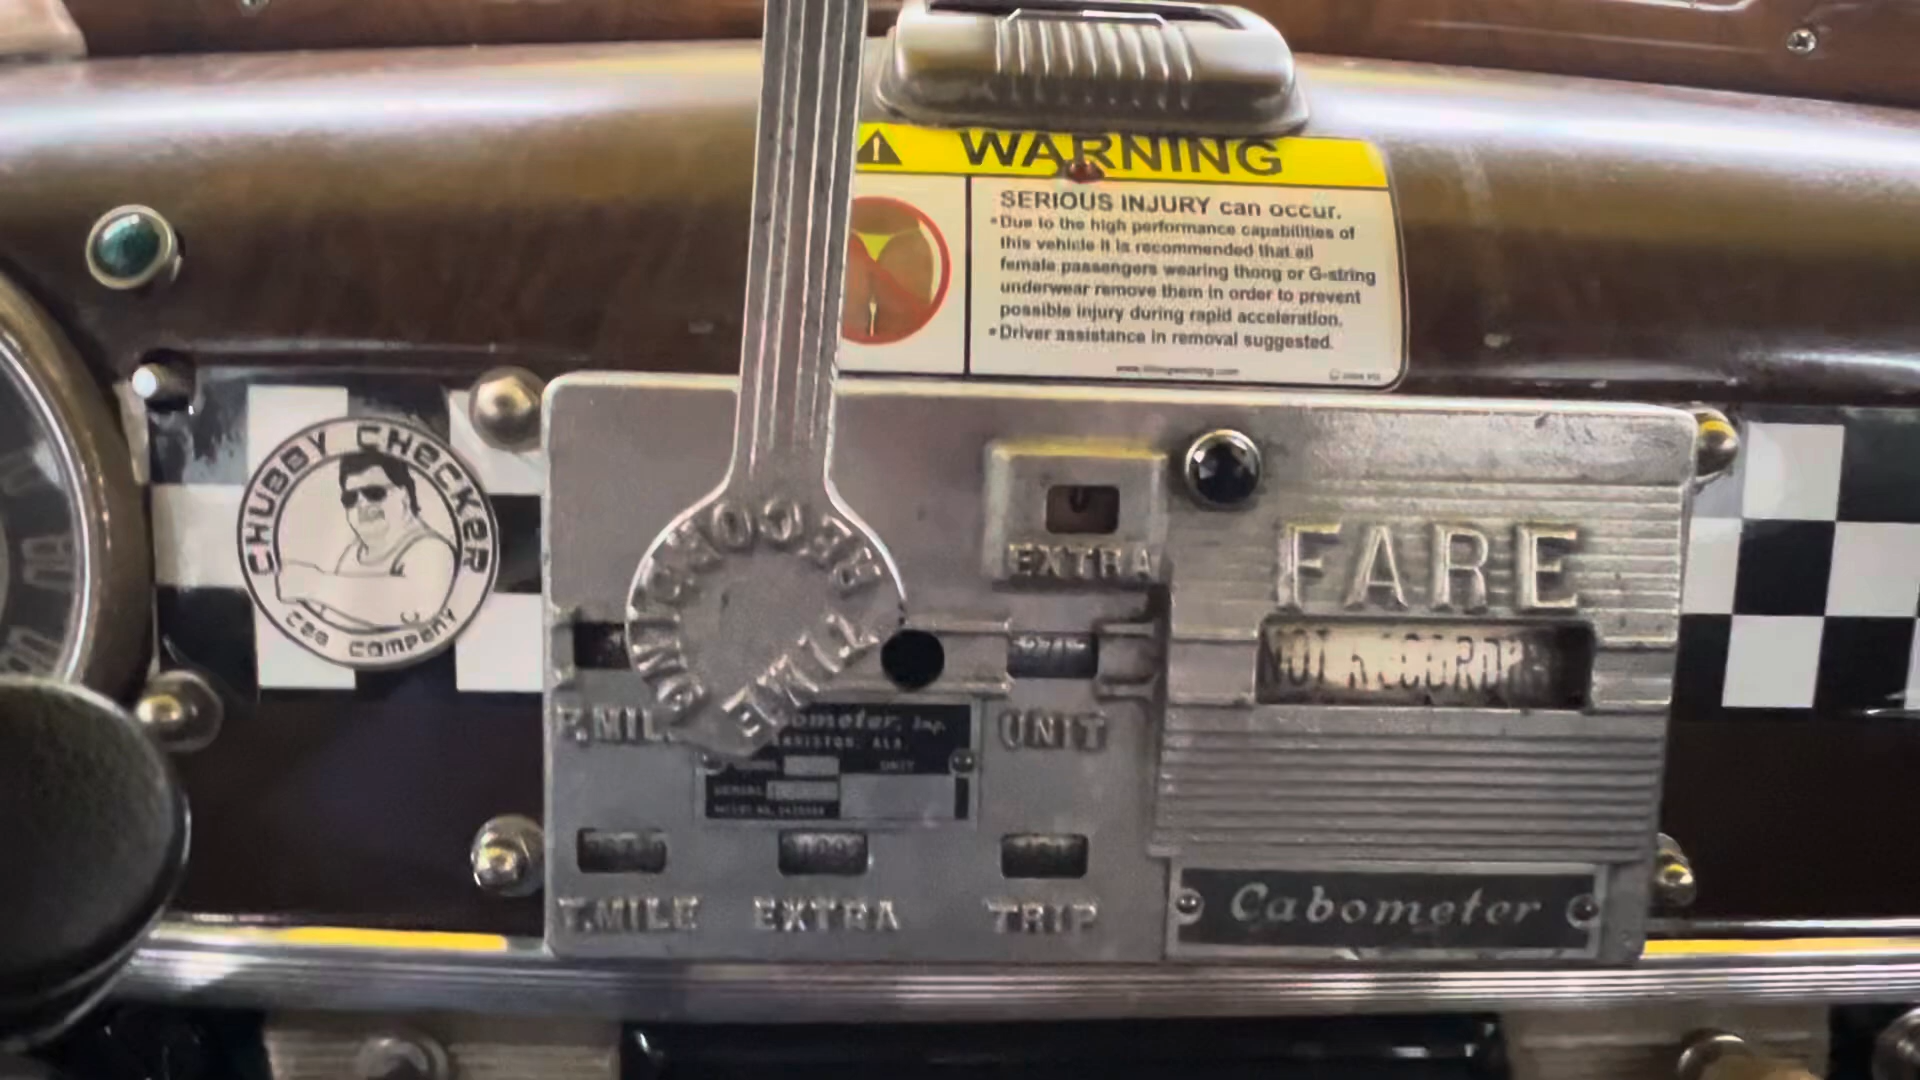 WARNING
SERIOUS INJURY can occur.
•Due to the high performance capabilities of
this vehicle it is recommended that all
female passengers wearing thong or G-string
underwear remove them in order to prevent
possible injury during rapid acceleration.
•Driver assistance in removal suggested.
CHUBBY CHECKER
CAB COMPANY
RECORDING
TIME
0
EXTRA
FARE
UNIT
T.MILE
EXTRA
TRIP
Cabometer